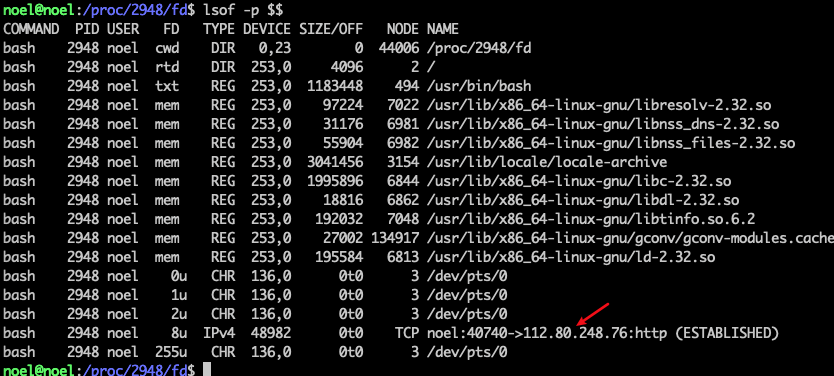 noel@noel:/proc/2948/fd$ lsof -p $$
COMMAND PID USER FD TYPE DEVICE SIZE/OFF NODE NAME
bash 2948 noel cwd DIR 0,23 0 44006 /proc/2948/fd
bash 2948 noel rtd DIR 253,0 4096 2 /
bash 2948 noel txt REG 253,0 1183448 494 /usr/bin/bash
bash 2948 noel mem REG 253,0 97224 7022 /usr/lib/x86_64-linux-gnu/libresolv-2.32.so
bash 2948 noel mem REG 253,0 31176 6981 /usr/lib/x86_64-linux-gnu/libnss_dns-2.32.so
bash 2948 noel mem REG 253,0 55904 6982 /usr/lib/x86_64-linux-gnu/libnss_files-2.32.so
bash 2948 noel mem REG 253,0 3041456 3154 /usr/lib/locale/locale-archive
bash 2948 noel mem REG 253,0 1995896 6844 /usr/lib/x86_64-linux-gnu/libc-2.32.so
bash 2948 noel mem REG 253,0 18816 6862 /usr/lib/x86_64-linux-gnu/libdl-2.32.so
bash 2948 noel mem REG 253,0 192032 7048 /usr/lib/x86_64-linux-gnu/libtinfo.so.6.2
bash 2948 noel mem REG 253,0 27002 134917 /usr/lib/x86_64-linux-gnu/gconv/gconv-modules.cache
bash 2948 noel mem REG 253,0 195584 6813 /usr/lib/x86_64-linux-gnu/ld-2.32.so
bash 2948 noel 0u CHR 136,0 0t0 3 /dev/pts/0
bash 2948 noel 1u CHR 136,0 0t0 3 /dev/pts/0
bash 2948 noel 2u CHR 136,0 0t0 3 /dev/pts/0
bash 2948 noel 8u IPv4 48982 0t0 TCP noel:40740->112.80.248.76:http (ESTABLISHED)
bash 2948 noel 255u CHR 136,0 0t0 3 /dev/pts/0
noel@noel:/proc/2948/fd$